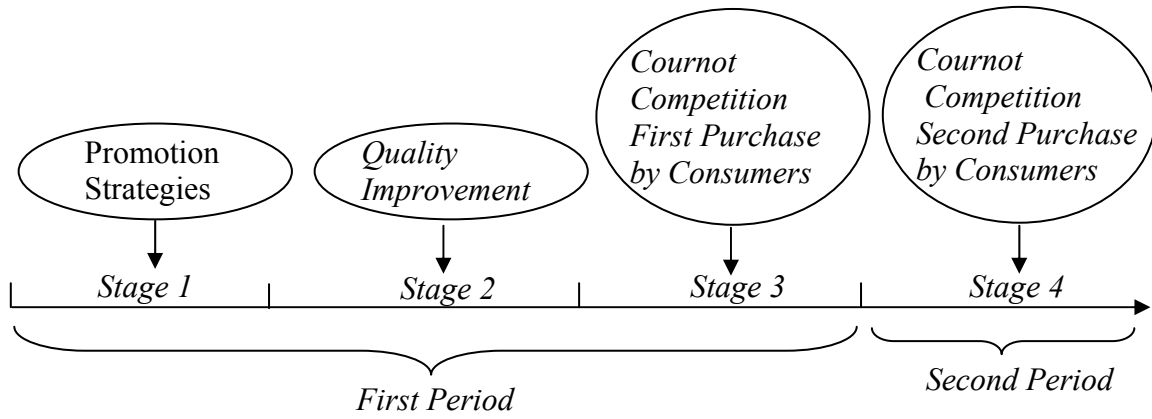 Promotion
Strategies
Quality
Improvement
Cournot
Competition
First Purchase
by Consumers
Cournot
Competition
Second Purchase
by Consumers
Stage 1
Stage 2
Stage 3
Stage 4
First Period
Second Period